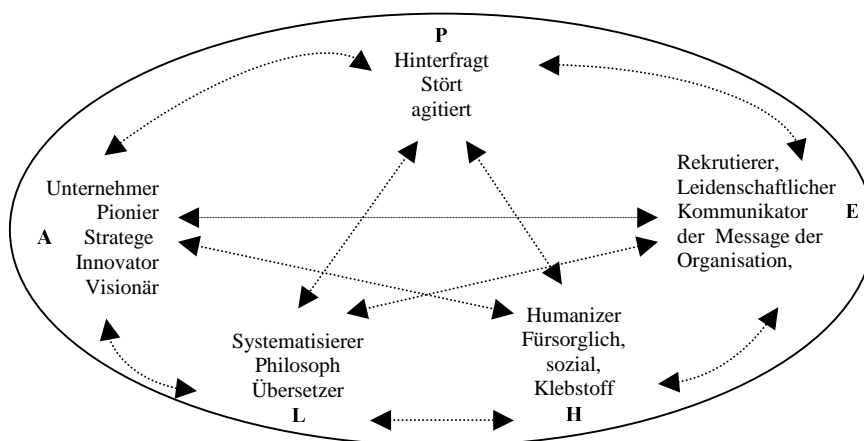 P
Hinterfragt
Stört
agitiert
Unternehmer
Pionier
A Stratege
Innovator
Visionär
Rekrutierer,
Leidenschaftlicher
Kommunikator E
der Message der
Organisation,
Systematisierer
Philosoph
Übersetzer
L
Humanizer
Fürsorglich,
sozial,
Klebstoff
H